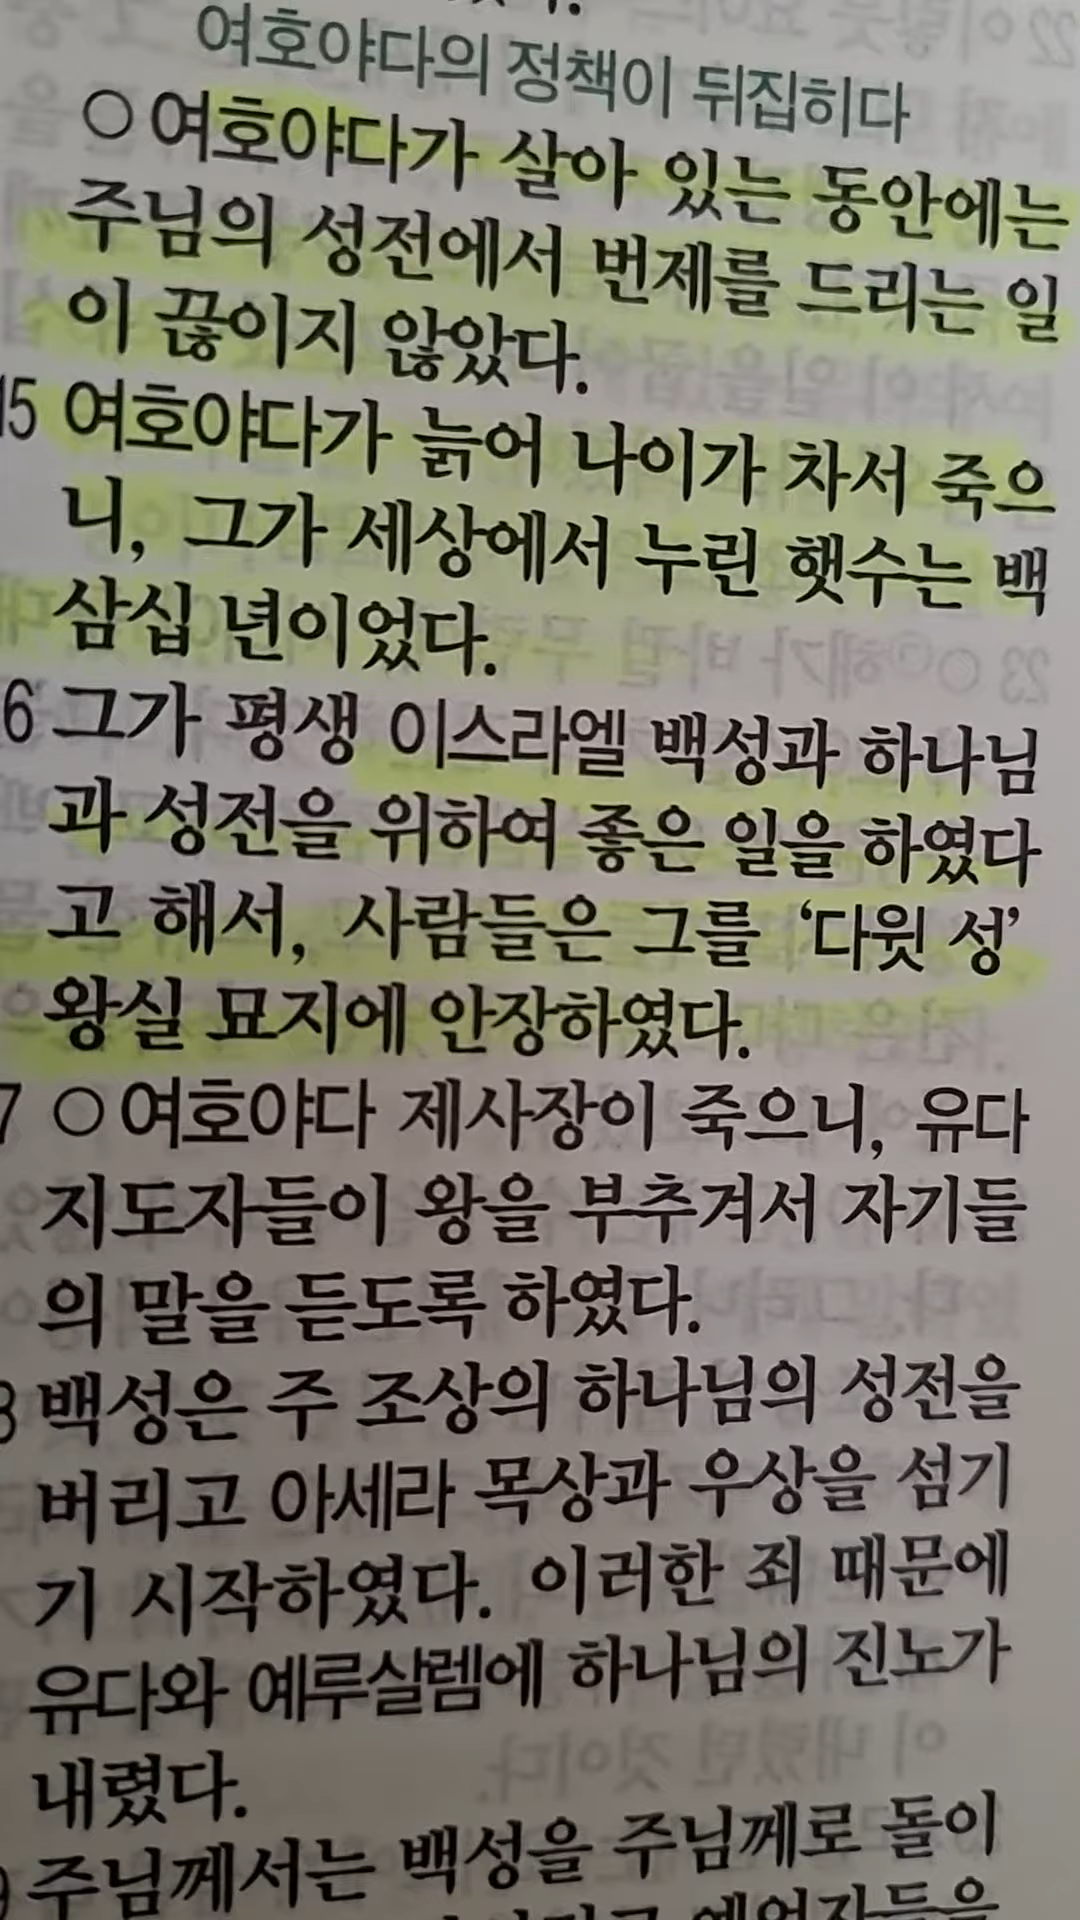 여호야다의 정책이 뒤집히다
○여호야다가 살아 있는 동안에는
주님의 성전에서 번제를 드리는 일
이 끊이지 않았다.
15 여호야다가 늙어 나이가 차서 죽으
니, 그가 세상에서 누린 햇수는 백
삼십 년이었다.
6 그가 평생 이스라엘 백성과 하나님
과 성전을 위하여 좋은 일을 하였다
고 해서, 사람들은 그를 ‘다윗 성’
왕실 묘지에 안장하였다.
7 ○여호야다 제사장이 죽으니, 유다
지도자들이 왕을 부추겨서 자기들
의 말을 듣도록 하였다.
8 백성은 주 조상의 하나님의 성전을
버리고 아세라 목상과 우상을 섬기
기 시작하였다. 이러한 죄 때문에
유다와 예루살렘에 하나님의 진노가
내렸다.
9 주님께서는 백성을 주님께로 돌이
예언자들을